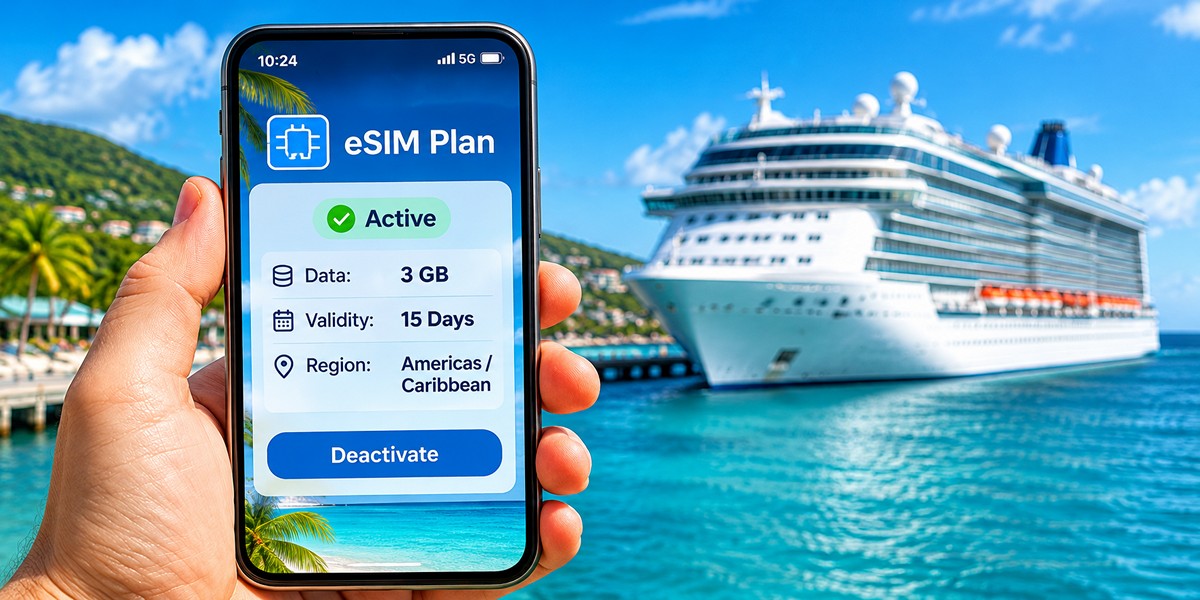 10:24
5G
eSIM Plan
Active
Data: 3 GB
Validity: 15 Days
Region: Americas /
Caribbean
Deactivate